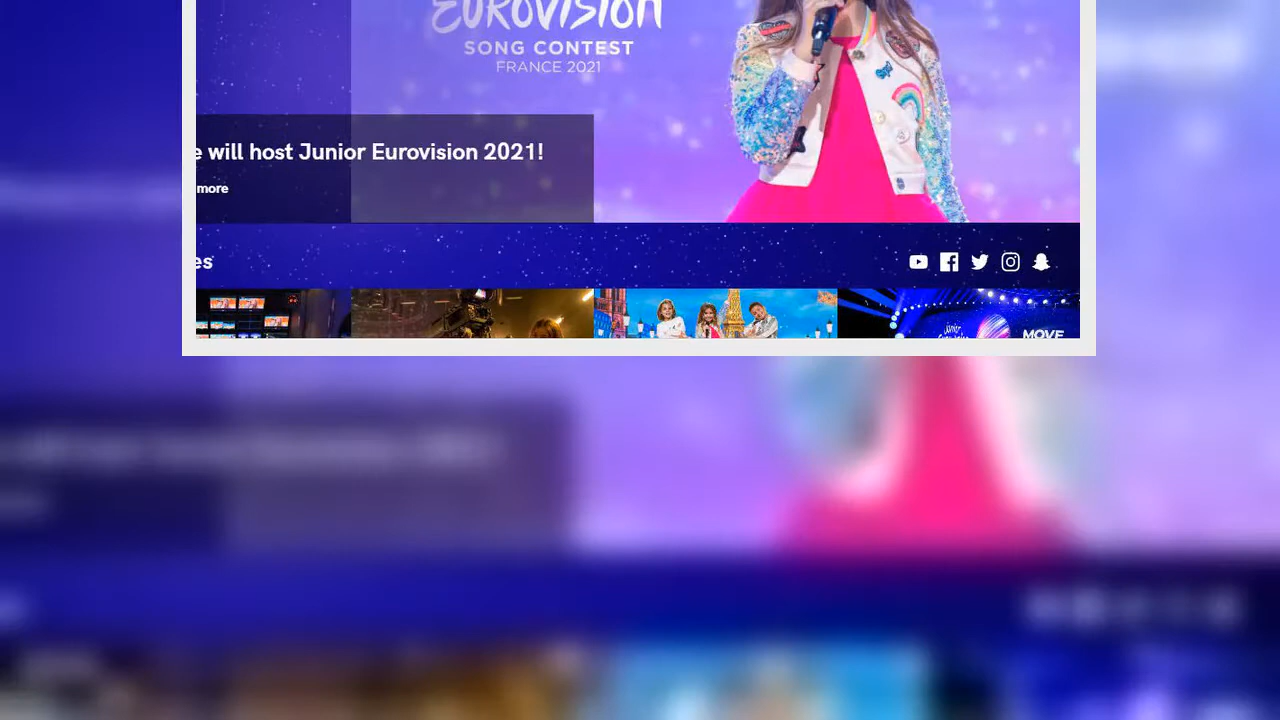 EUROVISION
SONG CONTEST
FRANCE 2021
e will host Junior Eurovision 2021!
more
es
MOVE